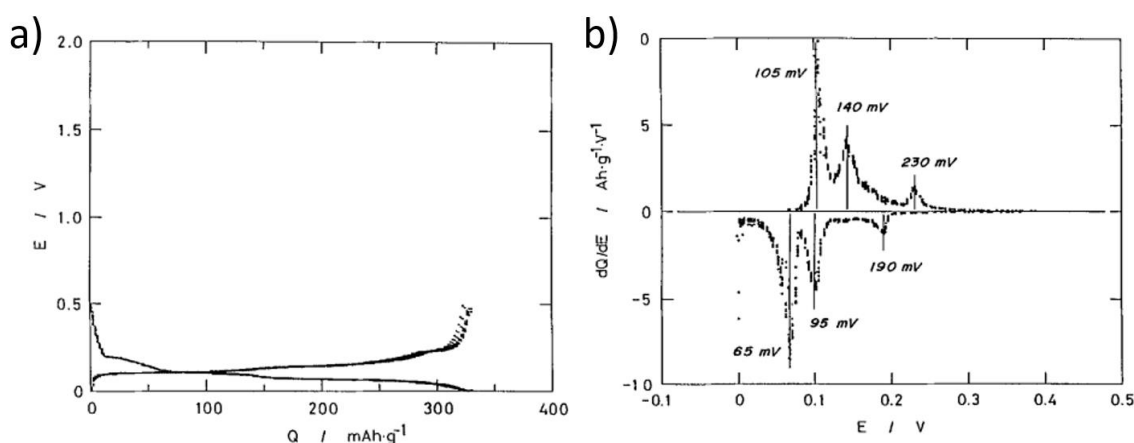 a)
2.0
1.5
1.0
0.5
0
E / V
0 100 200 300 400
Q / mAh·g⁻¹
b)
0
5
0
-5
-10
dQ/dE / Ah·g⁻¹·V⁻¹
105 mV
140 mV
230 mV
190 mV
95 mV
65 mV
-0.1 0 0.1 0.2 0.3 0.4 0.5
E / V